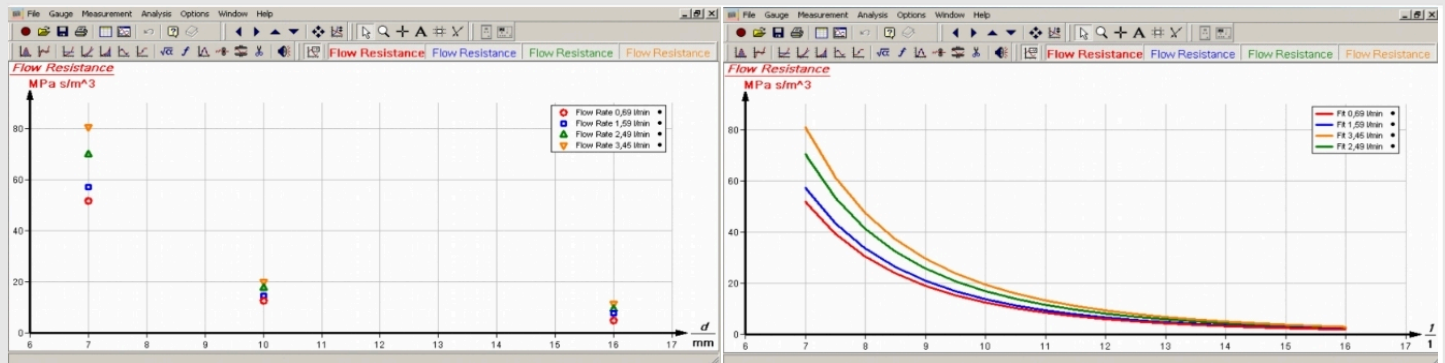 File Gauge Measurement Analysis Options Window Help
Flow Resistance Flow Resistance Flow Resistance Flow Resistance
Flow Resistance
MPa s/m^3
80
60
40
20
0
6 7 8 9 10 11 12 13 14 15 16 17
d
mm
Flow Rate 0,69 l/min
Flow Rate 1,59 l/min
Flow Rate 2,49 l/min
Flow Rate 3,45 l/min
File Gauge Measurement Analysis Options Window Help
Flow Resistance Flow Resistance Flow Resistance Flow Resistance
Flow Resistance
MPa s/m^3
80
60
40
20
0
6 7 8 9 10 11 12 13 14 15 16 17
1
1
Fit 0,69 l/min
Fit 1,59 l/min
Fit 3,45 l/min
Fit 2,49 l/min